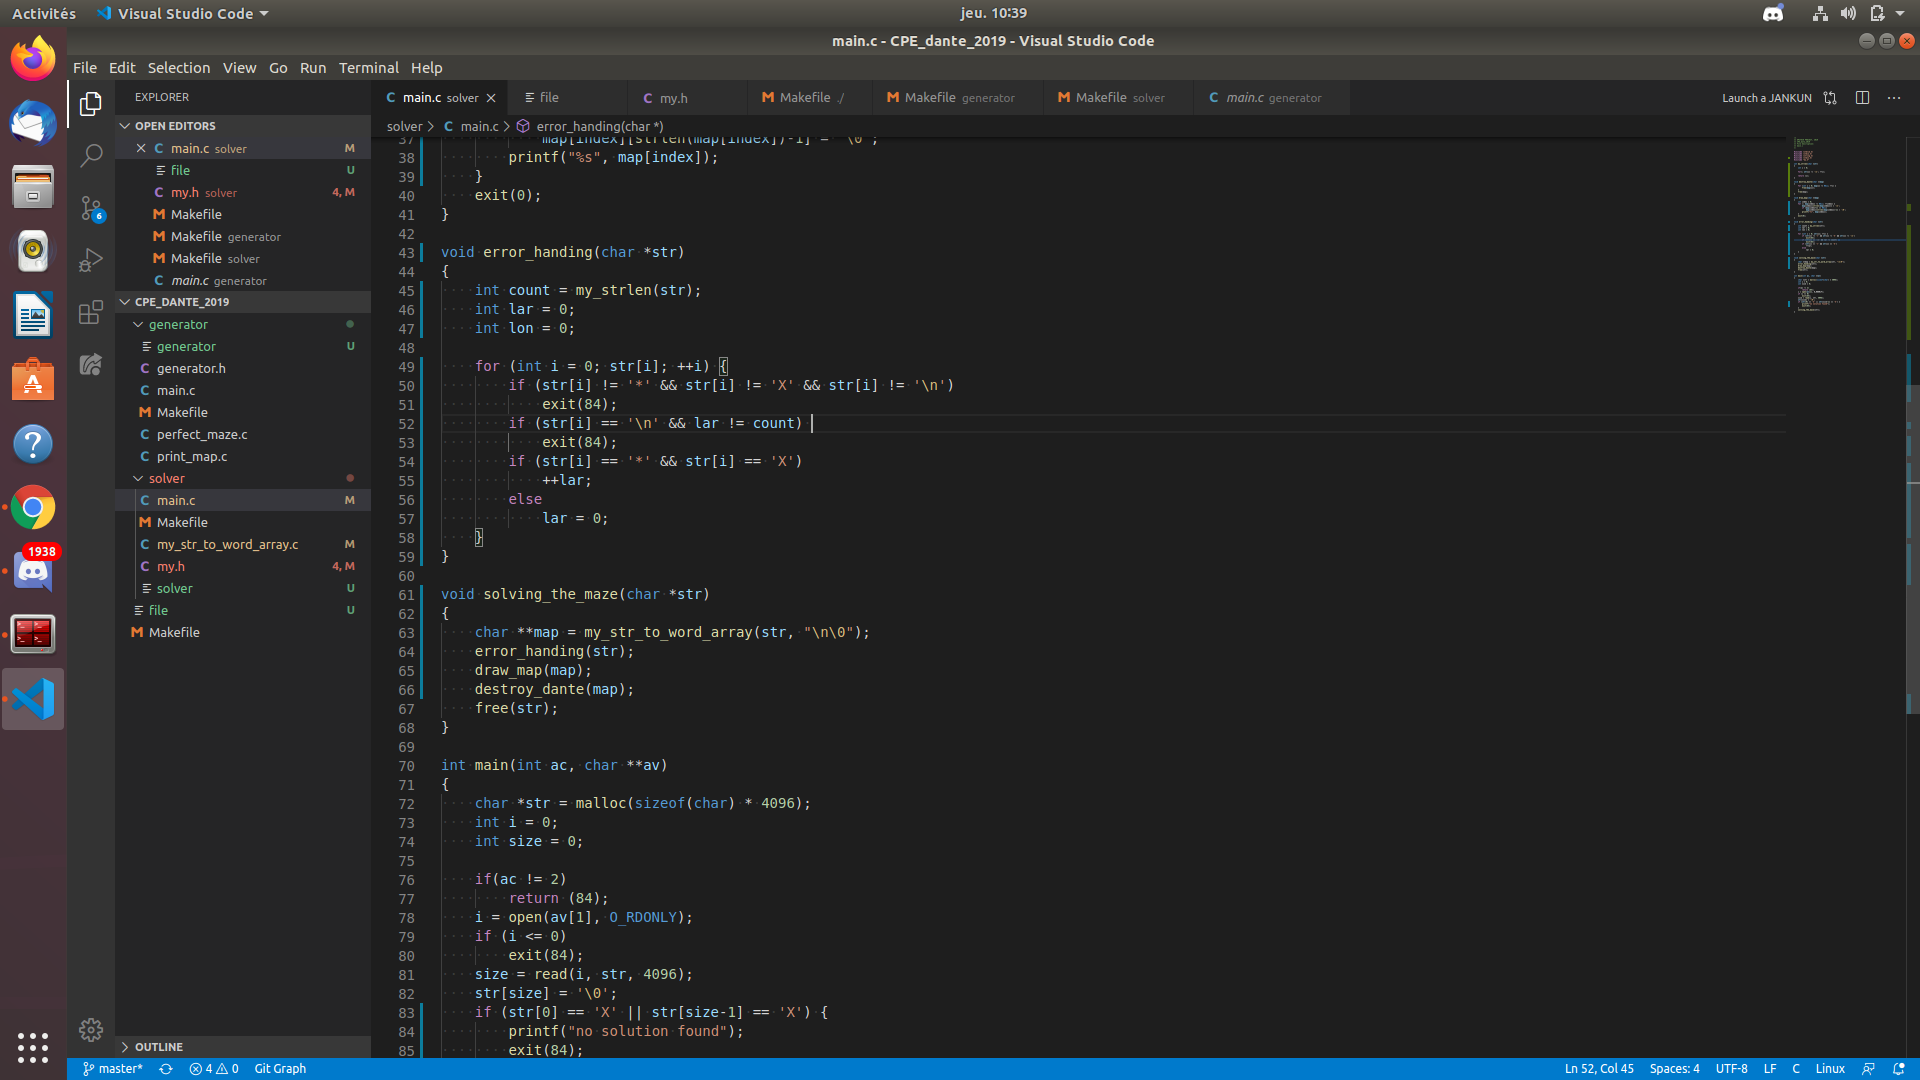 Activités
Visual Studio Code
jeu. 10:39
main.c - CPE_dante_2019 - Visual Studio Code
File Edit Selection View Go Run Terminal Help
EXPLORER
OPEN EDITORS
main.c solver M
file U
my.h solver 4, M
Makefile
Makefile generator
Makefile solver
main.c generator
CPE_DANTE_2019
generator
generator U
generator.h
main.c
Makefile
perfect_maze.c
print_map.c
solver
main.c M
Makefile
my_str_to_word_array.c M
my.h 4, M
solver U
file U
Makefile
OUTLINE
6
1938
main.c solver
file
my.h
Makefile ./
Makefile generator
Makefile solver
main.c generator
Launch a JANKUN
solver > main.c > error_handing(char *)
37 map[index][strlen(map[index])-1] = '\0';
38 printf("%s", map[index]);
39 }
40 exit(0);
41 }
42
43 void error_handing(char *str)
44 {
45 int count = my_strlen(str);
46 int lar = 0;
47 int lon = 0;
48
49 for (int i = 0; str[i]; ++i) {
50 if (str[i] != '*' && str[i] != 'X' && str[i] != '\n')
51 exit(84);
52 if (str[i] == '\n' && lar != count)
53 exit(84);
54 if (str[i] == '*' && str[i] == 'X')
55 ++lar;
56 else
57 lar = 0;
58 }
59 }
60
61 void solving_the_maze(char *str)
62 {
63 char **map = my_str_to_word_array(str, "\n\0");
64 error_handing(str);
65 draw_map(map);
66 destroy_dante(map);
67 free(str);
68 }
69
70 int main(int ac, char **av)
71 {
72 char *str = malloc(sizeof(char) * 4096);
73 int i = 0;
74 int size = 0;
75
76 if(ac != 2)
77 return (84);
78 i = open(av[1], O_RDONLY);
79 if (i <= 0)
80 exit(84);
81 size = read(i, str, 4096);
82 str[size] = '\0';
83 if (str[0] == 'X' || str[size-1] == 'X') {
84 printf("no solution found");
85 exit(84);
master* 4 0 Git Graph
Ln 52, Col 45 Spaces: 4 UTF-8 LF C Linux